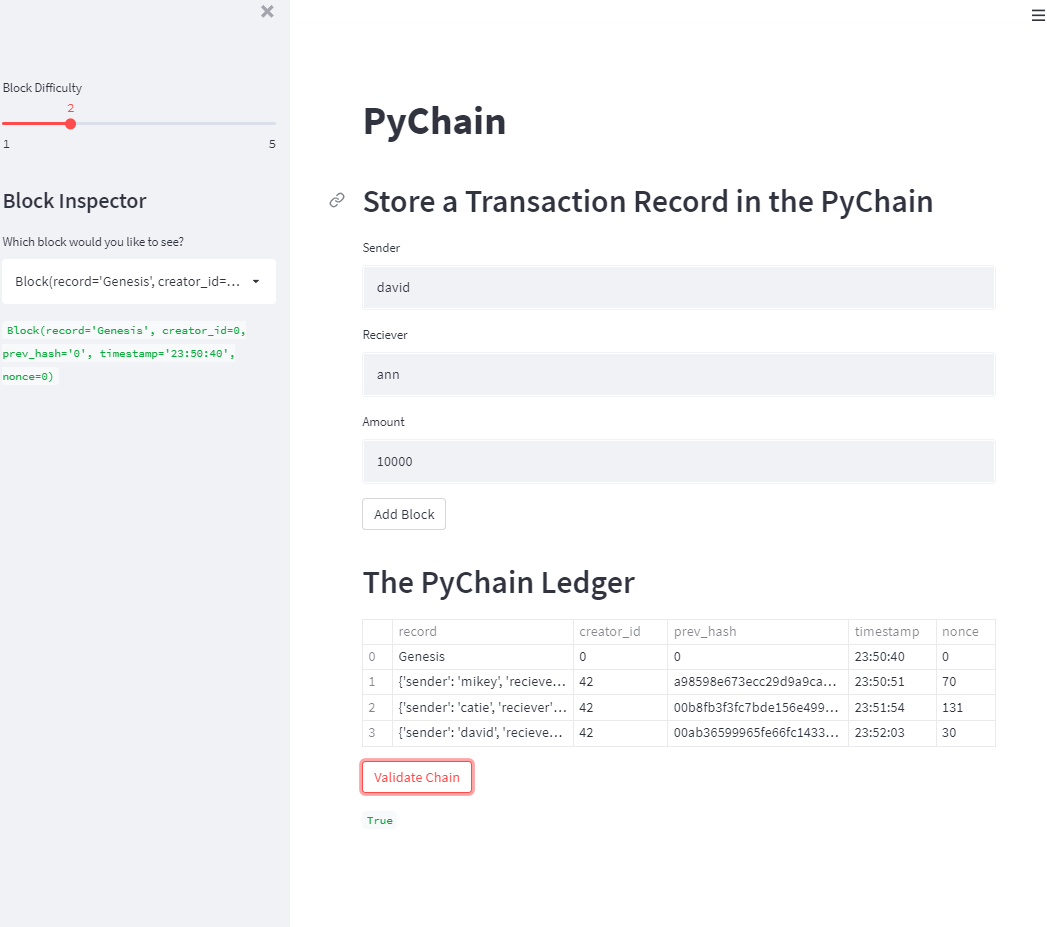 Block Difficulty
2
1 5
Block Inspector
Which block would you like to see?
Block(record='Genesis', creator_id=...
Block(record='Genesis', creator_id=0,
prev_hash='0', timestamp='23:50:40',
nonce=0)
PyChain
Store a Transaction Record in the PyChain
Sender
david
Reciever
ann
Amount
10000
Add Block
The PyChain Ledger
record creator_id prev_hash timestamp nonce
0 Genesis 0 0 23:50:40 0
1 {'sender': 'mikey', 'recieve... 42 a98598e673ecc29d9a9ca... 23:50:51 70
2 {'sender': 'catie', 'reciever'... 42 00b8fb3f3fc7bde156e499... 23:51:54 131
3 {'sender': 'david', 'recieve... 42 00ab36599965fe66fc1433... 23:52:03 30
Validate Chain
True